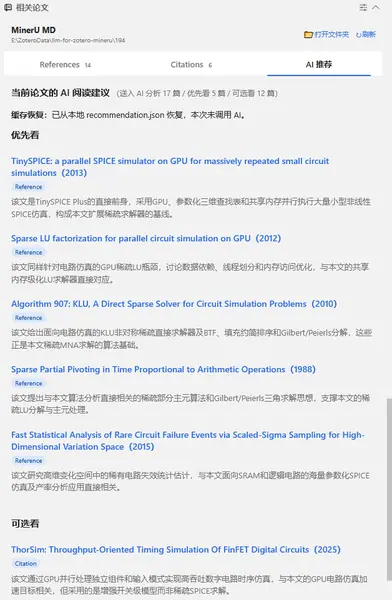 相关论文
MinerU MD
E:\ZoteroData\llm-for-zotero-mineru\194
打开文件夹 刷新
References 14
Citations 6
AI 推荐
当前论文的 AI 阅读建议 (送入 AI 分析 17 篇 / 优先看 5 篇 / 可选看 12 篇)
缓存恢复：已从本地 recommendation.json 恢复，本次未调用 AI。
优先看
TinySPICE: a parallel SPICE simulator on GPU for massively repeated small circuit
simulations（2013）
Reference
该文是TinySPICE Plus的直接前身，采用GPU、参数化三维查找表和共享内存并行执行大量小型非线性
SPICE仿真，构成本文扩展稀疏求解器的基线。
Sparse LU factorization for parallel circuit simulation on GPU（2012）
Reference
该文同样针对电路仿真的GPU稀疏LU瓶颈，讨论数据依赖、线程划分和内存访问优化，与本文的共享内
存级化LU求解器直接对应。
Algorithm 907: KLU, A Direct Sparse Solver for Circuit Simulation Problems（2010）
Reference
该文给出面向电路仿真的KLU非对称稀疏直接求解器及BTF、填充约简排序和Gilbert/Peierls分解，这些
正是本文稀疏MNA求解的算法基础。
Sparse Partial Pivoting in Time Proportional to Arithmetic Operations（1988）
Reference
该文提出与本文算法分析直接相关的稀疏部分主元算法和Gilbert/Peierls三角求解思想，支撑本文的稀
疏LU分解与主元处理。
Fast Statistical Analysis of Rare Circuit Failure Events via Scaled-Sigma Sampling for High-
Dimensional Variation Space（2015）
Reference
该文研究高维变化空间中的稀有电路失效统计估计，与本文面向SRAM和逻辑电路的海量参数化SPICE
仿真及产率分析应用直接相关。
可选看
ThorSim: Throughput-Oriented Timing Simulation Of FinFET Digital Circuits（2025）
Citation
该文通过GPU并行处理独立组件和输入模式实现高吞吐数字电路时序仿真，与本文的GPU电路仿真加
速目标相关，但采用的是增强开关级模型而非稀疏SPICE求解。